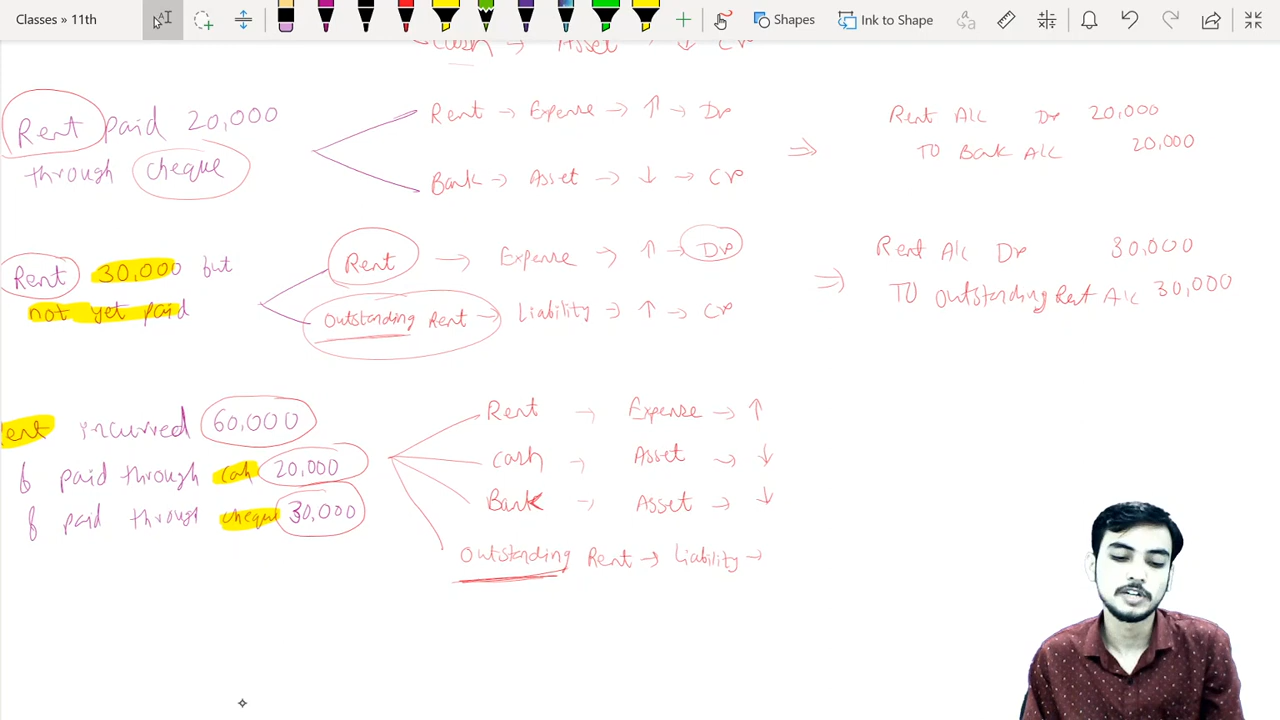 Classes » 11th
Shapes
Ink to Shape
Cash → Asset ↓ Cr
Rent paid 20,000
through cheque
Rent → Expense → ↑ → Dr
Bank → Asset → ↓ → Cr
⇒
Rent A/c Dr 20,000
TO Bank A/c 20,000
Rent 30,000 but
not yet paid
Rent → Expense → ↑ → Dr
Outstanding Rent → Liability → ↑ → Cr
⇒
Rent A/c Dr 30,000
TO Outstanding Rent A/c 30,000
ent incurred 60,000
paid through cash 20,000
paid through cheque 30,000
Rent → Expense → ↑
Cash → Asset → ↓
Bank → Asset → ↓
Outstanding Rent → Liability →